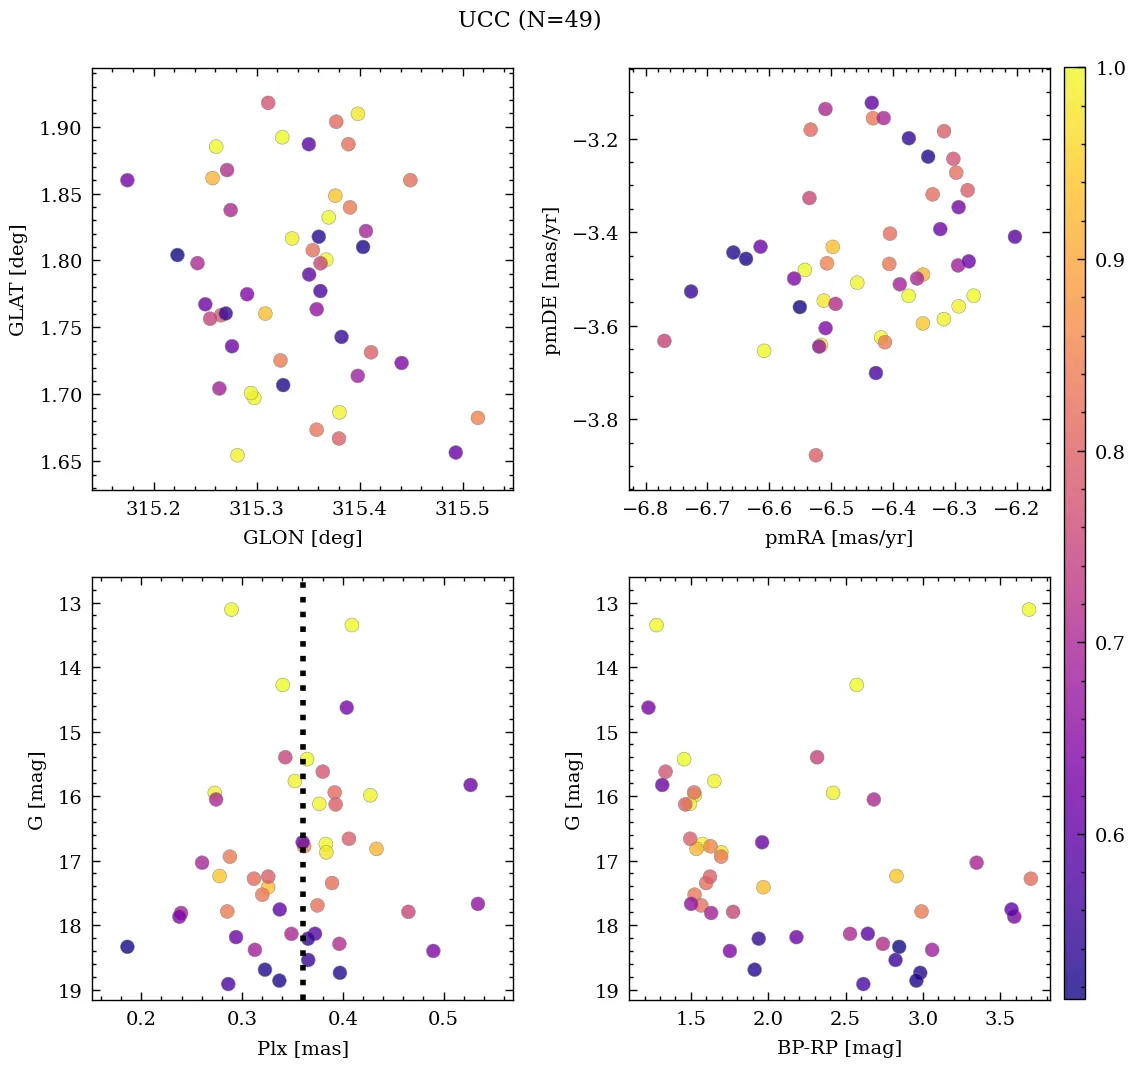 UCC (N=49)
1.90
1.85
1.80
1.75
1.70
1.65
GLAT [deg]
315.2 315.3 315.4 315.5
GLON [deg]
−3.2
−3.4
−3.6
−3.8
pmDE [mas/yr]
−6.8 −6.7 −6.6 −6.5 −6.4 −6.3 −6.2
pmRA [mas/yr]
13
14
15
16
17
18
19
G [mag]
0.2 0.3 0.4 0.5
Plx [mas]
13
14
15
16
17
18
19
G [mag]
1.5 2.0 2.5 3.0 3.5
BP-RP [mag]
1.0
0.9
0.8
0.7
0.6